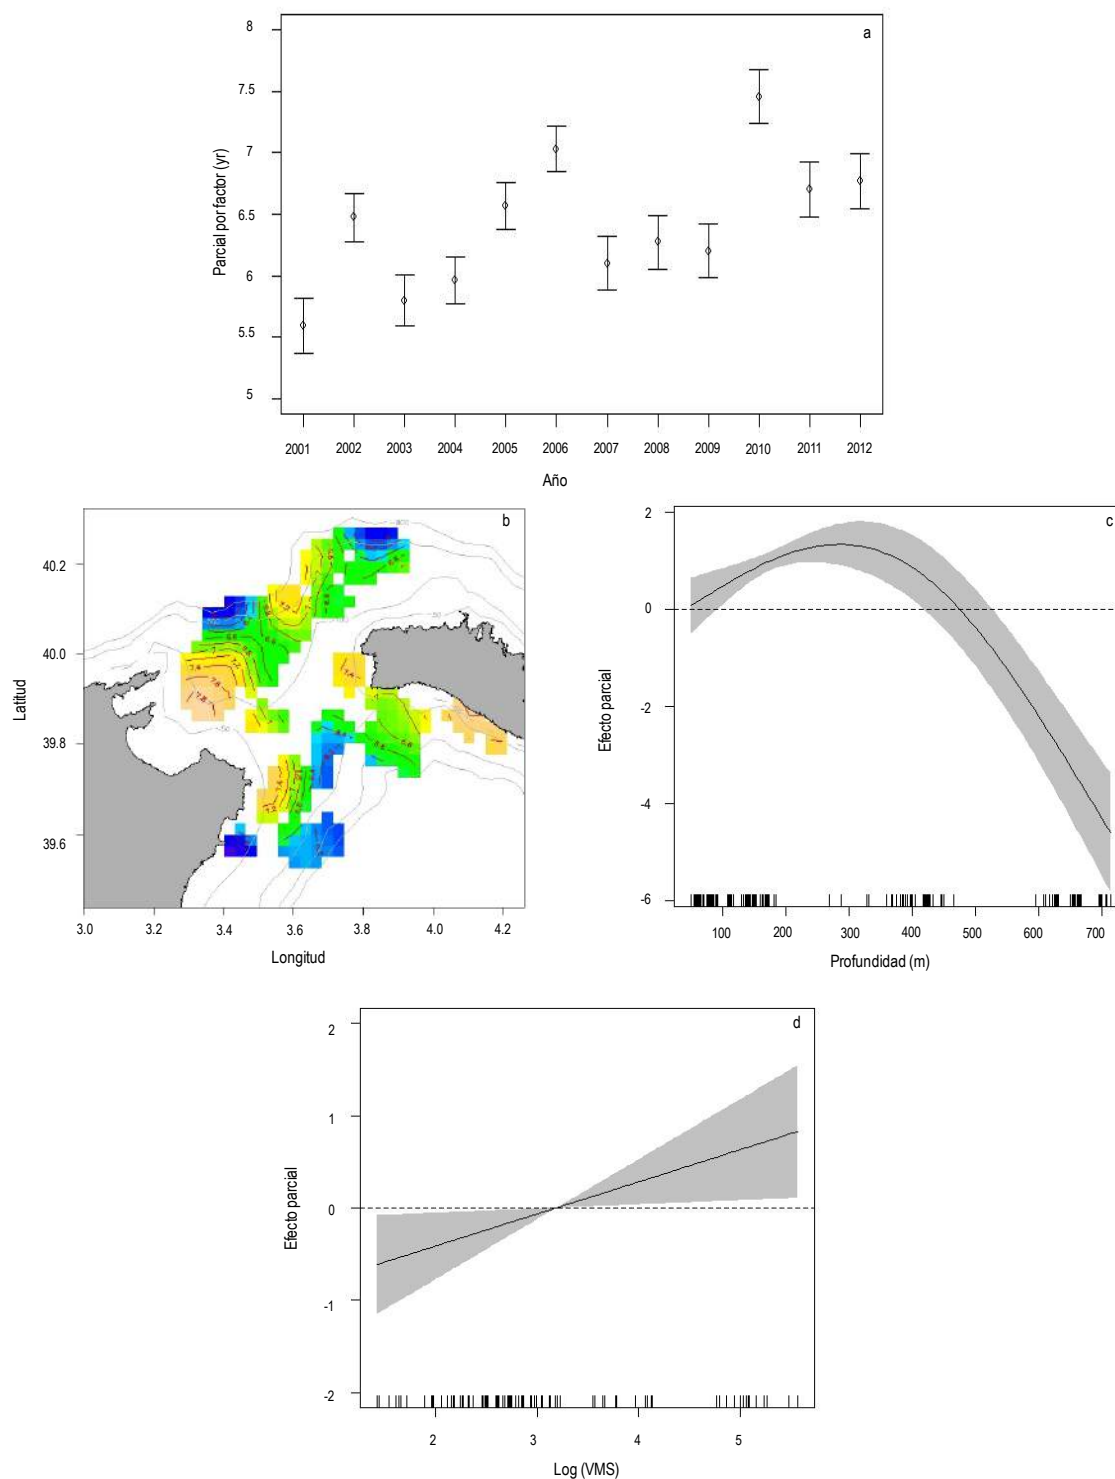 a
8
7.5
7
6.5
6
5.5
5
Parcial por factor (yr)
2001 2002 2003 2004 2005 2006 2007 2008 2009 2010 2011 2012
Año
b
40.2
40.0
39.8
39.6
Latitud
3.0 3.2 3.4 3.6 3.8 4.0 4.2
Longitud
c
2
0
-2
-4
-6
Efecto parcial
100 200 300 400 500 600 700
Profundidad (m)
d
2
1
0
-1
-2
Efecto parcial
2 3 4 5
Log (VMS)